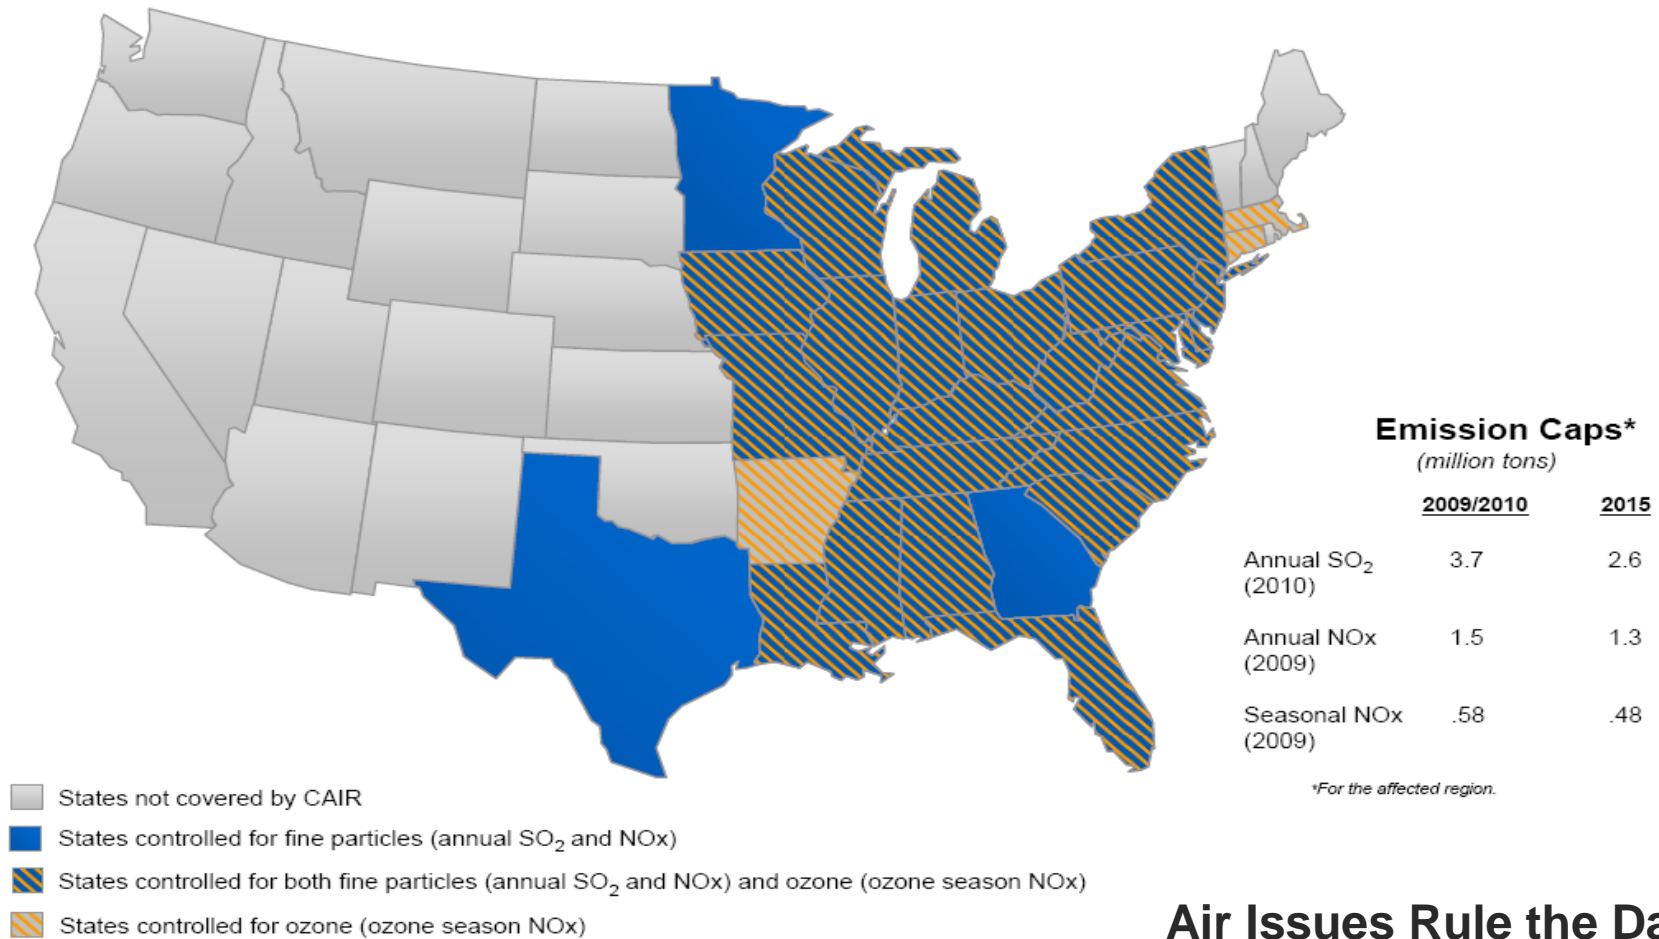 Emission Caps*
(million tons)
2009/2010 2015
Annual SO2 3.7 2.6
(2010)
Annual NOx 1.5 1.3
(2009)
Seasonal NOx .58 .48
(2009)
*For the affected region.
States not covered by CAIR
States controlled for fine particles (annual SO2 and NOx)
States controlled for both fine particles (annual SO2 and NOx) and ozone (ozone season NOx)
States controlled for ozone (ozone season NOx)
Air Issues Rule the Da